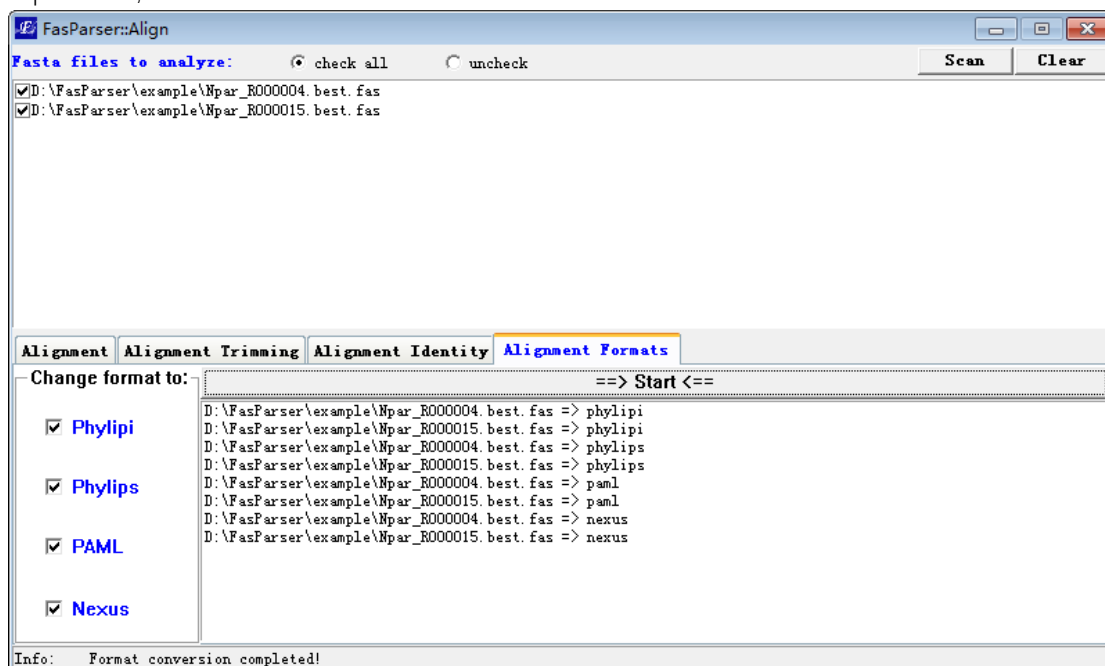 FasParser::Align
Fasta files to analyze: check all uncheck Scan Clear
D:\FasParser\example\Npar_R000004.best.fas
D:\FasParser\example\Npar_R000015.best.fas
Alignment Alignment Trimming Alignment Identity Alignment Formats
Change format to: ==> Start <==
D:\FasParser\example\Npar_R000004.best.fas => phylipi
Phylipi
D:\FasParser\example\Npar_R000015.best.fas => phylipi
D:\FasParser\example\Npar_R000004.best.fas => phylips
D:\FasParser\example\Npar_R000015.best.fas => phylips
Phylips
D:\FasParser\example\Npar_R000004.best.fas => paml
D:\FasParser\example\Npar_R000015.best.fas => paml
D:\FasParser\example\Npar_R000004.best.fas => nexus
D:\FasParser\example\Npar_R000015.best.fas => nexus
PAML
Nexus
Info: Format conversion completed!